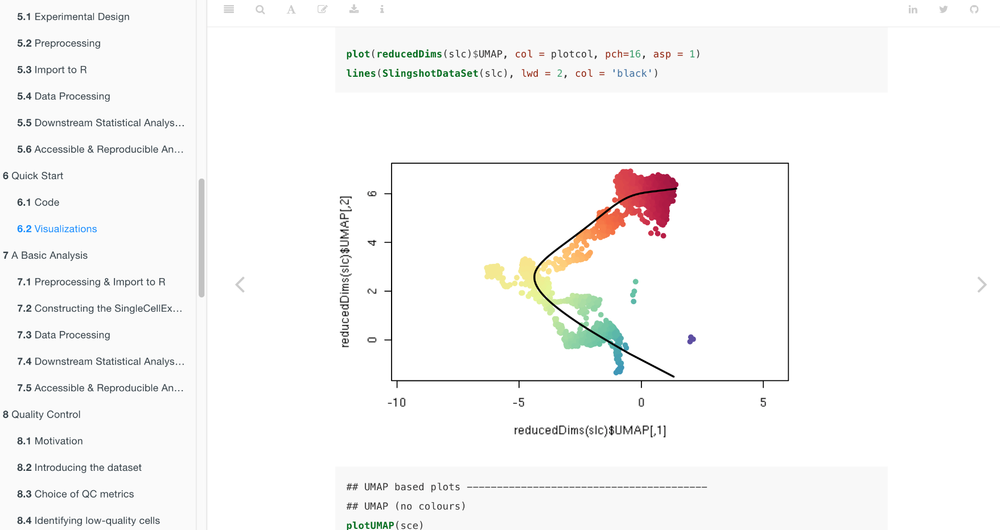 5.1 Experimental Design
5.2 Preprocessing
5.3 Import to R
5.4 Data Processing
5.5 Downstream Statistical Analys…
5.6 Accessible & Reproducible An…
6 Quick Start
6.1 Code
6.2 Visualizations
7 A Basic Analysis
7.1 Preprocessing & Import to R
7.2 Constructing the SingleCellEx…
7.3 Data Processing
7.4 Downstream Statistical Analys…
7.5 Accessible & Reproducible An…
8 Quality Control
8.1 Motivation
8.2 Introducing the dataset
8.3 Choice of QC metrics
8.4 Identifying low-quality cells
plot(reducedDims(slc)$UMAP, col = plotcol, pch=16, asp = 1)
lines(SlingshotDataSet(slc), lwd = 2, col = 'black')
reducedDims(slc)$UMAP[,2]
6
4
2
0
-10 -5 0 5
reducedDims(slc)$UMAP[,1]
## UMAP based plots ----------------------------------------
## UMAP (no colours)
plotUMAP(sce)